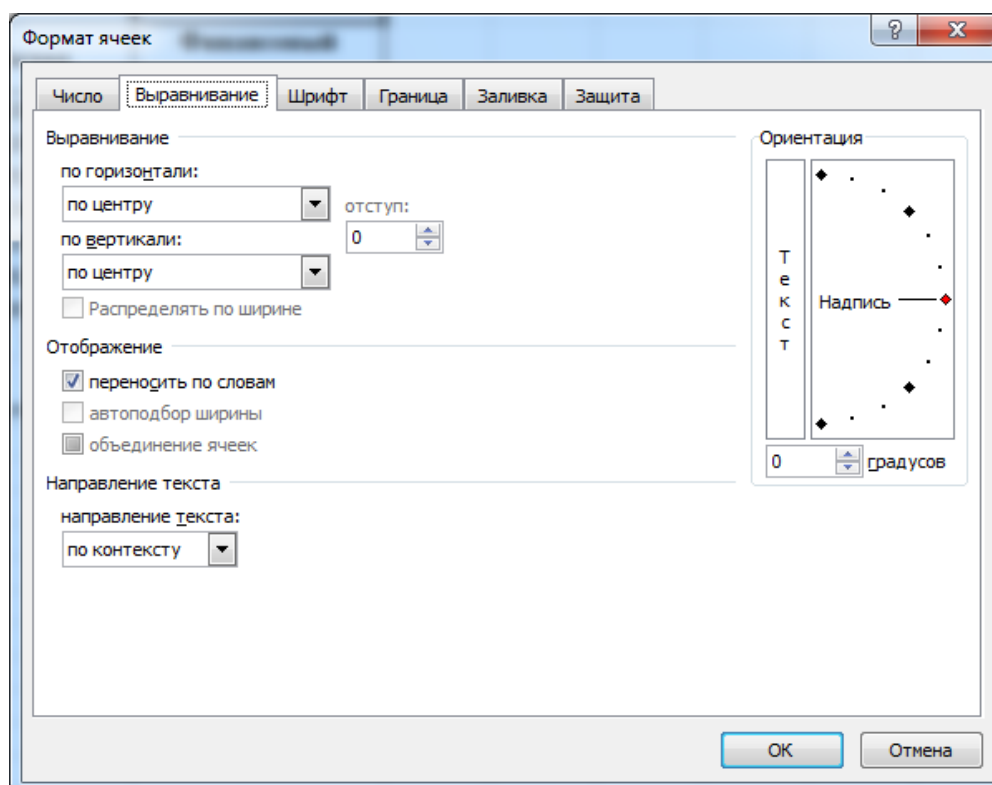 Формат ячеек
Финансовый
Число Выравнивание Шрифт Граница Заливка Защита
Выравнивание
по горизонтали:
по центру
отступ:
0
по вертикали:
по центру
Распределять по ширине
Отображение
переносить по словам
автоподбор ширины
объединение ячеек
Направление текста
направление текста:
по контексту
Ориентация
Текст
Надпись
0 градусов
ОК Отмена